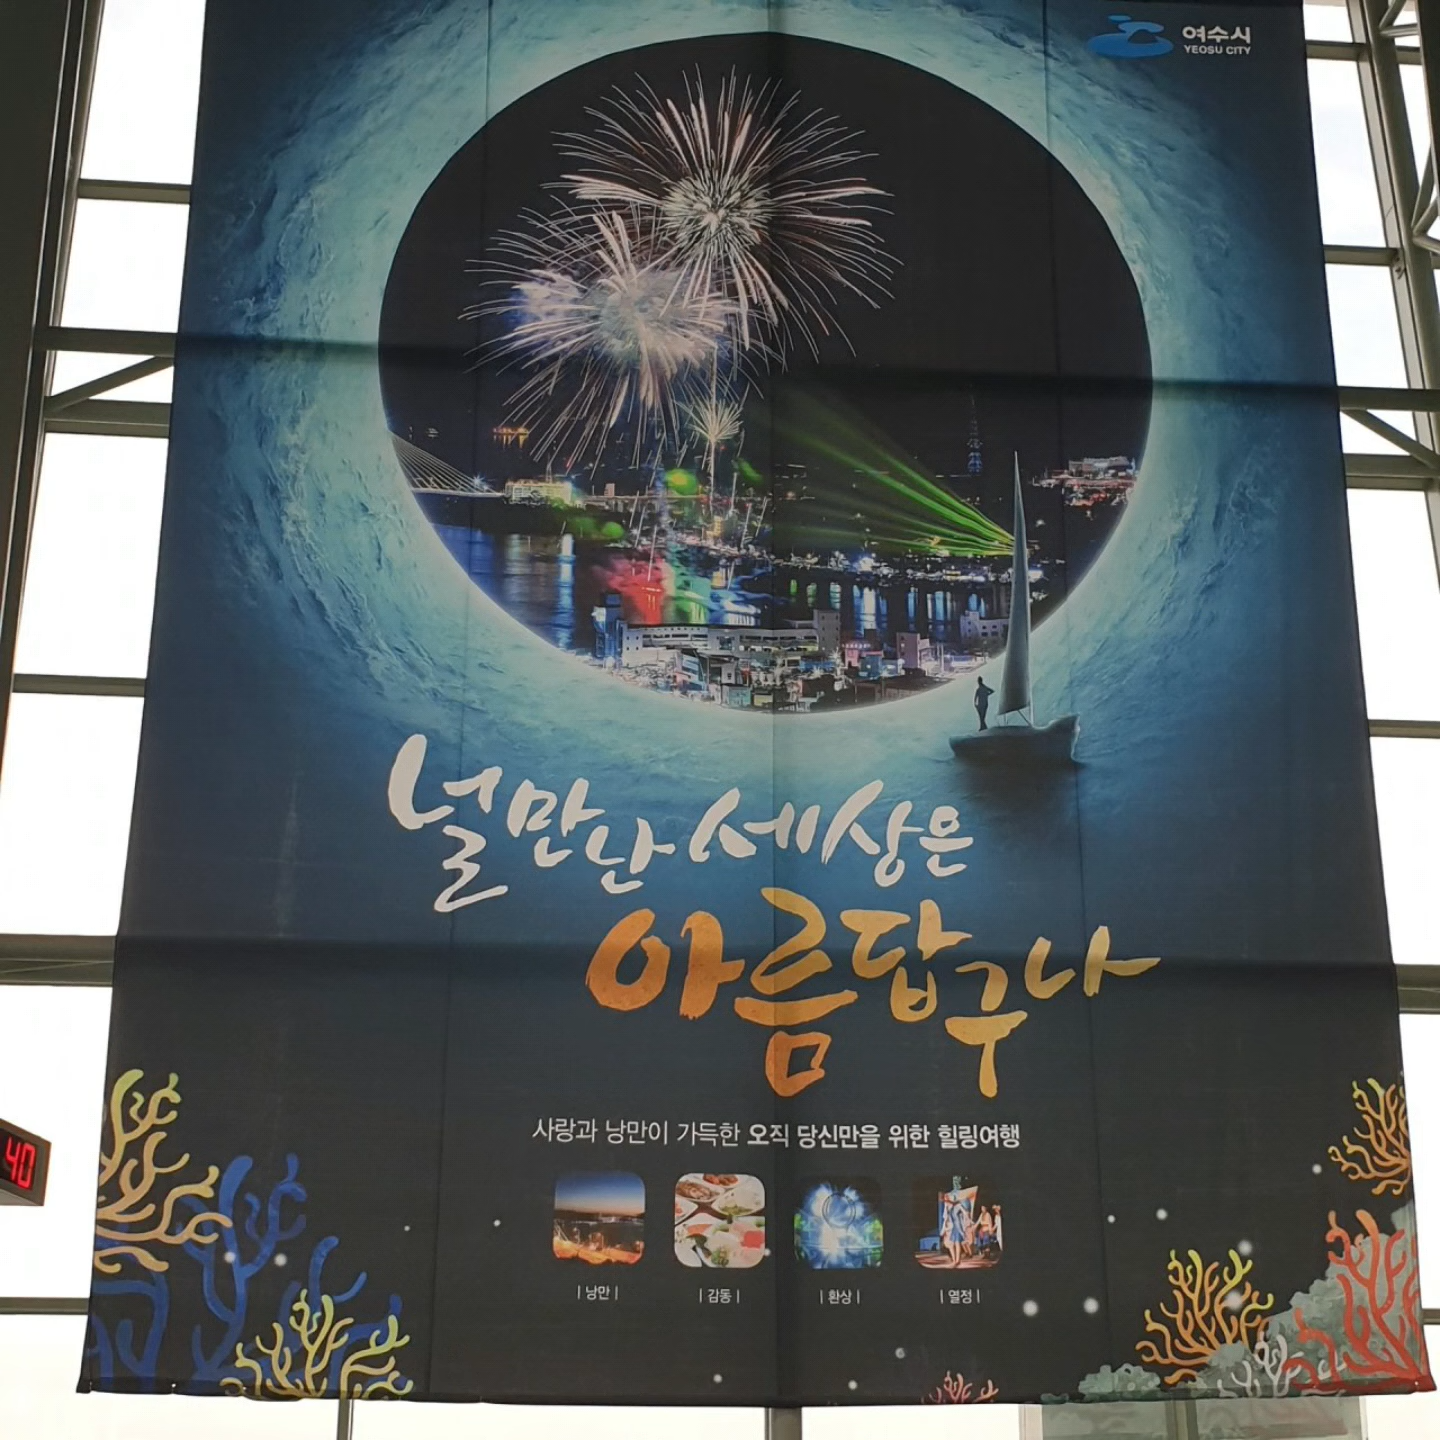 여수시
YEOSU CITY
널 만난 세상은
아름답구나
사랑과 낭만이 가득한 오직 당신만을 위한 힐링여행
| 낭만 | | 감동 | | 환상 | | 열정 |
40